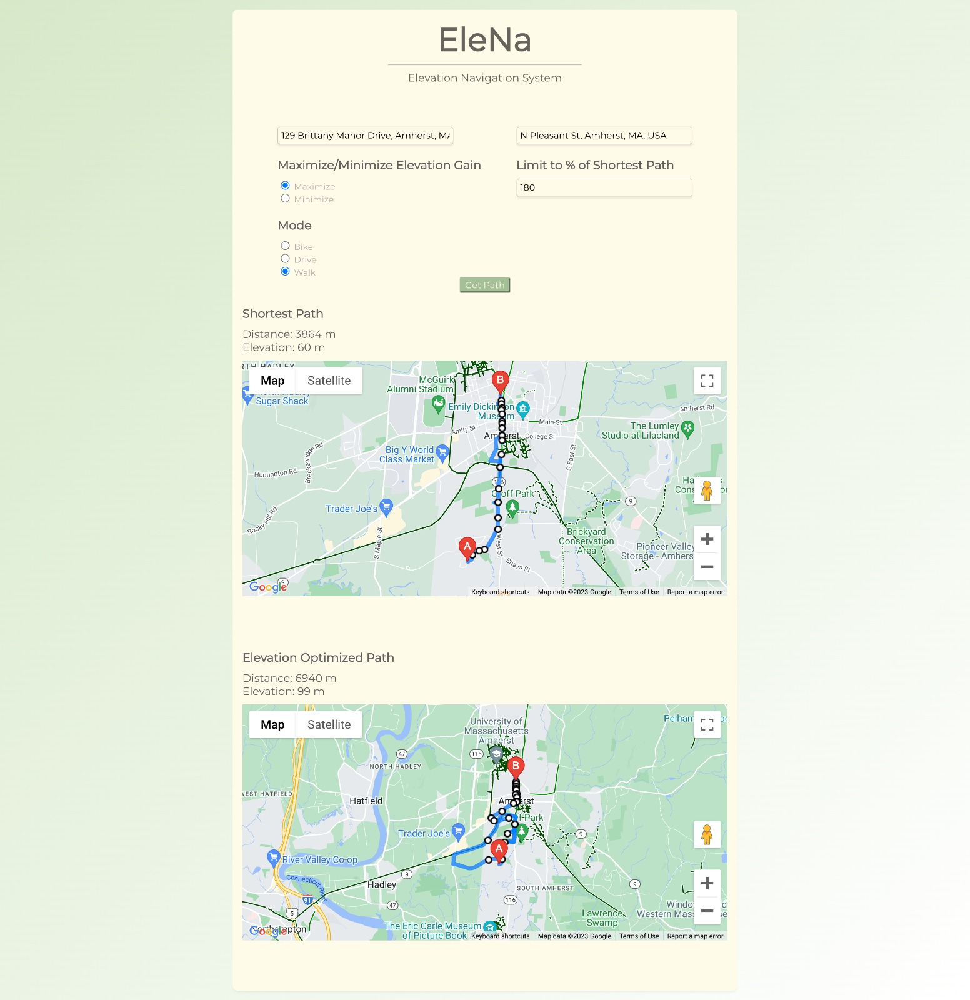 EleNa
Elevation Navigation System
129 Brittany Manor Drive, Amherst, MA
N Pleasant St, Amherst, MA, USA
Maximize/Minimize Elevation Gain
Limit to % of Shortest Path
Maximize
180
Minimize
Mode
Bike
Drive
Walk
Get Path
Shortest Path
Distance: 3864 m
Elevation: 60 m
Map
Satellite
McGuirk
Alumni Stadium
Sugar Shack
Emily Dickinson
Museum
Amherst Rd
Main St
The Lumley
Studio at Lilacland
Amity St
Amherst
College St
Big Y World
Class Market
Breckenridge Rd
S East St
Huntington Rd
116
Groff Park
9
Trader Joe's
Rocky Hill Rd
Brickyard
Conservation
Area
A
B
West St
S Maple St
Pioneer Valley
Storage - Amherst
Shays St
9
Google
Keyboard shortcuts
Map data ©2023 Google
Terms of Use
Report a map error
Elevation Optimized Path
Distance: 6940 m
Elevation: 99 m
Map
Satellite
University of
Massachusetts
Amherst
Pelham
47
116
NORTH HADLEY
B
WEST HATFIELD
Hatfield
Amherst
Groff Park
Trader Joe's
9
A
River Valley Co-op
9
Connecticut River
Hadley
SOUTH AMHERST
9
91
47
116
5
Lawrence
Swamp
Western Mass
Northampton
The Eric Carle Museum
of Picture Book
Google
Keyboard shortcuts
Map data ©2023 Google
Terms of Use
Report a map error